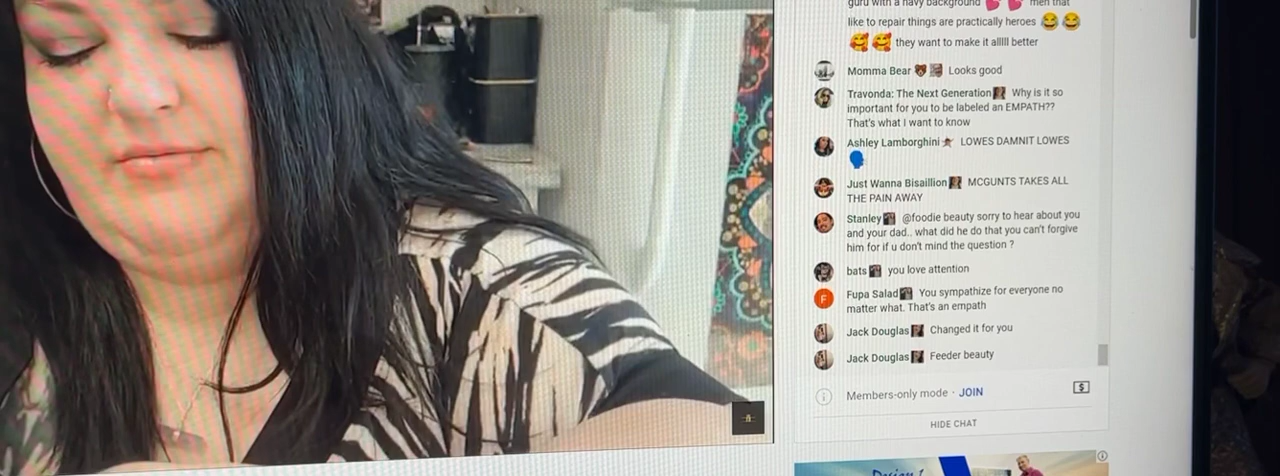 guru with a navy background 💕 💕 men that
like to repair things are practically heroes 😂 😂
🥰 🥰 they want to make it alllll better
Momma Bear 🐻 Looks good
Travonda: The Next Generation Why is it so
important for you to be labeled an EMPATH??
That's what I want to know
Ashley Lamborghini LOWES DAMNIT LOWES
🗣
Just Wanna Bisaillion MCGUNTS TAKES ALL
THE PAIN AWAY
Stanley @foodie beauty sorry to hear about you
and your dad.. what did he do that you can't forgive
him for if u don't mind the question ?
bats you love attention
F Fupa Salad You sympathize for everyone no
matter what. That's an empath
Jack Douglas Changed it for you
Jack Douglas Feeder beauty
Members-only mode · JOIN
HIDE CHAT